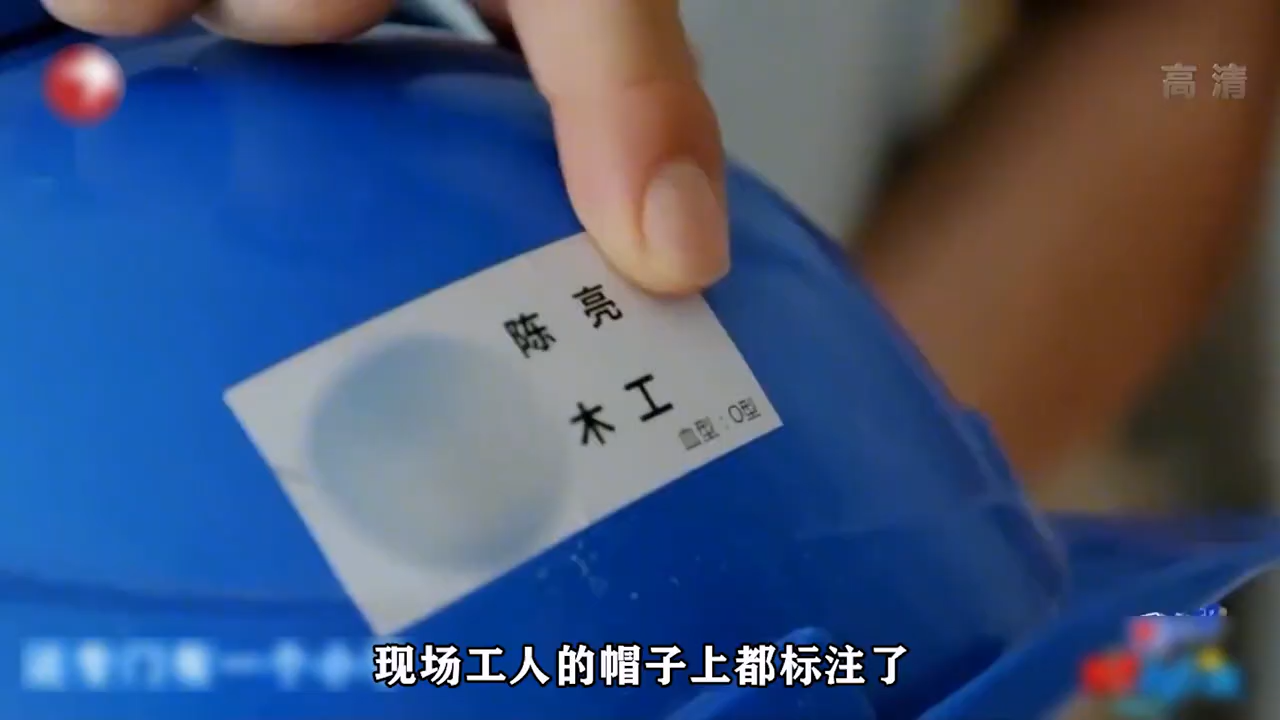 高清
陈亮
木工
血型:O型
现场工人的帽子上都标注了